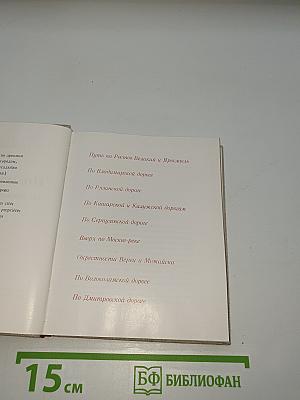 Путь на Ростов Великий и Ярославль
По Владимирской дороге
По Рязанской дороге
По Каширской и Калужской дорогам
По Серпуховской дороге
Вверх по Москве-реке
Окрестности Вереи и Можайска
По Волоколамской дороге
По Дмитровской дороге
15 см
БФ БИБЛИОФАН